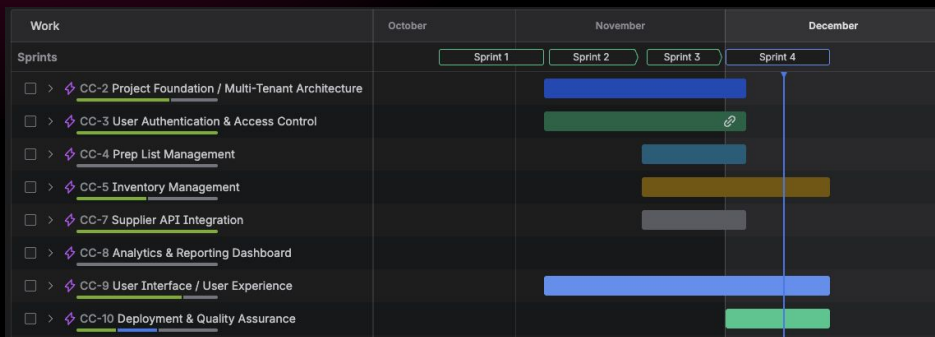 Work October November December
Sprints Sprint 1 Sprint 2 Sprint 3 Sprint 4
CC-2 Project Foundation / Multi-Tenant Architecture
CC-3 User Authentication & Access Control
CC-4 Prep List Management
CC-5 Inventory Management
CC-7 Supplier API Integration
CC-8 Analytics & Reporting Dashboard
CC-9 User Interface / User Experience
CC-10 Deployment & Quality Assurance